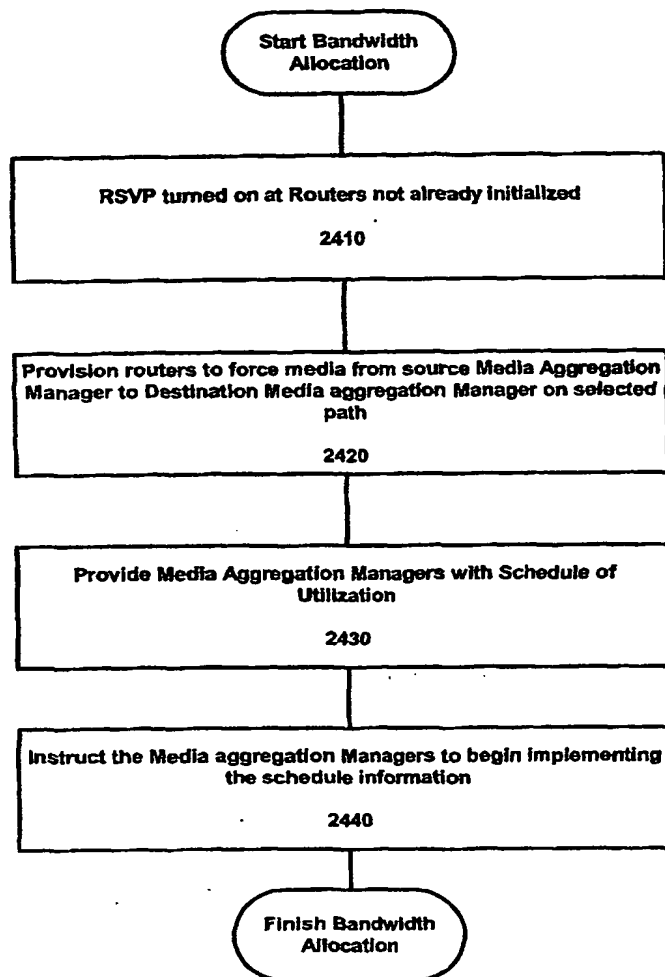 Start Bandwidth
Allocation
RSVP turned on at Routers not already initialized
2410
Provision routers to force media from source Media Aggregation
Manager to Destination Media aggregation Manager on selected
path
2420
Provide Media Aggregation Managers with Schedule of
Utilization
2430
Instruct the Media aggregation Managers to begin implementing
the schedule information
2440
Finish Bandwidth
Allocation